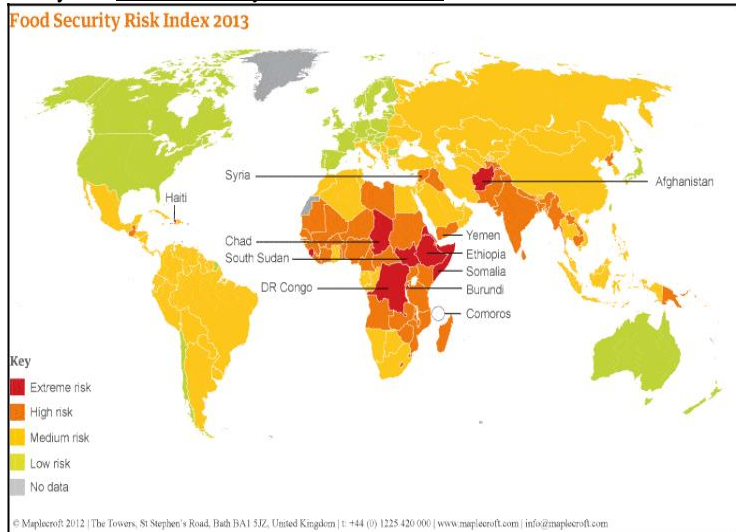 Food Security Risk Index 2013
Syria
Haiti
Afghanistan
Chad
Yemen
South Sudan
Ethiopia
Somalia
DR Congo
Burundi
Comoros
Key
Extreme risk
High risk
Medium risk
Low risk
No data
© Maplecroft 2012 | The Towers, St Stephen's Road, Bath BA1 5JZ, United Kingdom | t: +44 (0) 1225 420 000 | www.maplecroft.com | info@maplecroft.com